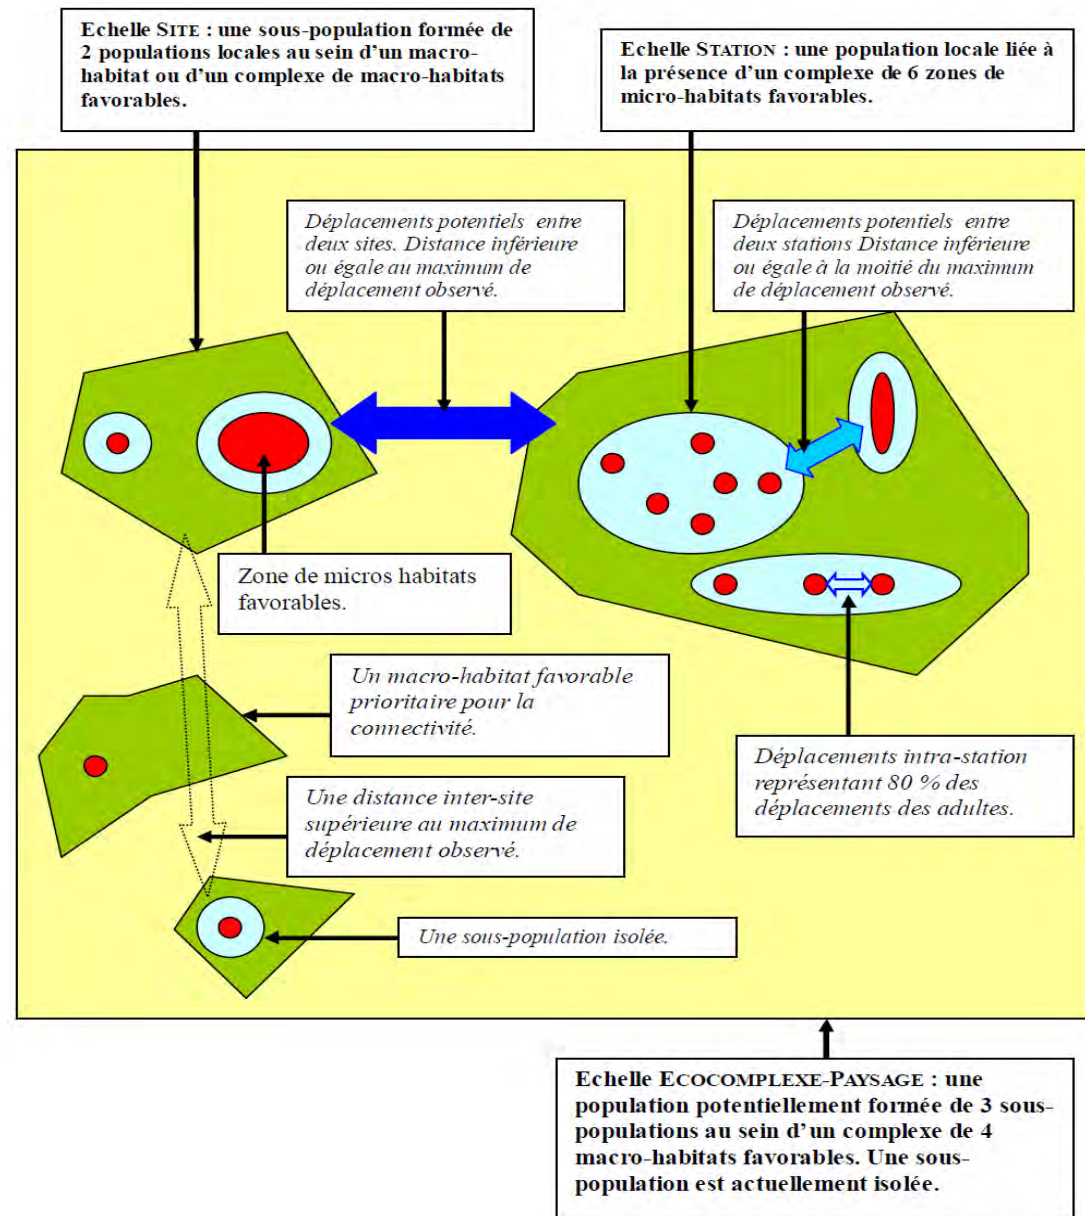 Echelle SITE : une sous-population formée de
2 populations locales au sein d'un macro-
habitat ou d'un complexe de macro-habitats
favorables.
Echelle STATION : une population locale liée à
la présence d'un complexe de 6 zones de
micro-habitats favorables.
Déplacements potentiels entre
deux sites. Distance inférieure
ou égale au maximum de
déplacement observé.
Déplacements potentiels entre
deux stations Distance inférieure
ou égale à la moitié du maximum
de déplacement observé.
Zone de micros habitats
favorables.
Un macro-habitat favorable
prioritaire pour la
connectivité.
Déplacements intra-station
représentant 80 % des
déplacements des adultes.
Une distance inter-site
supérieure au maximum de
déplacement observé.
Une sous-population isolée.
Echelle ECOCOMPLEXE-PAYSAGE : une
population potentiellement formée de 3 sous-
populations au sein d'un complexe de 4
macro-habitats favorables. Une sous-
population est actuellement isolée.